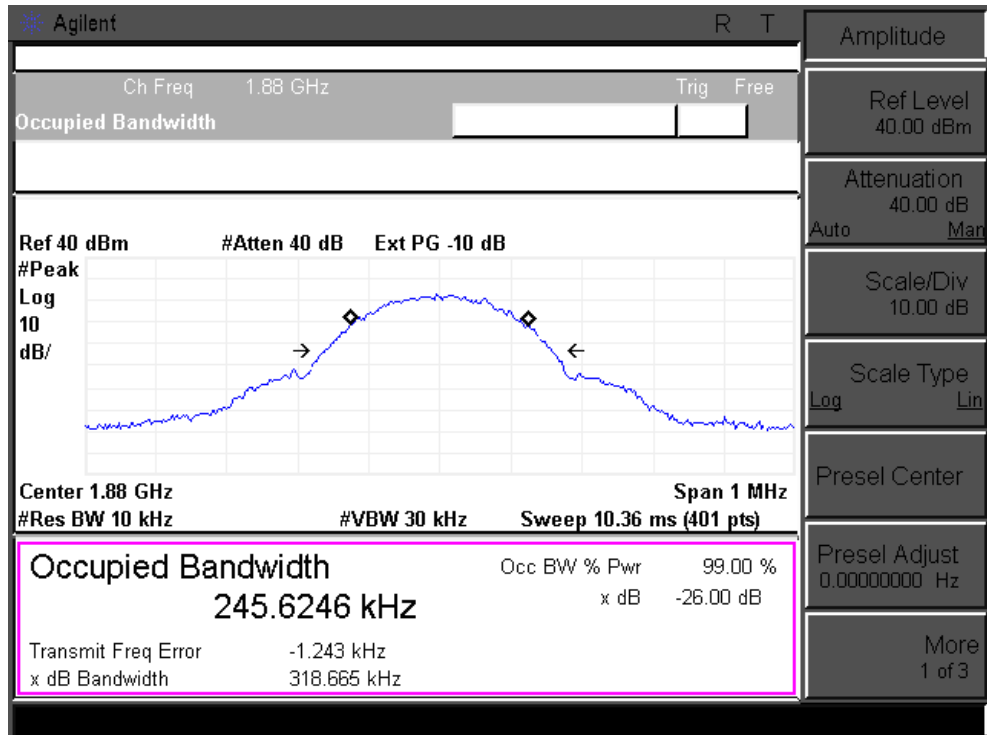 Agilent R T
Ch Freq 1.88 GHz Trig Free
Occupied Bandwidth
Ref 40 dBm #Atten 40 dB Ext PG -10 dB
#Peak
Log
10
dB/
Center 1.88 GHz Span 1 MHz
#Res BW 10 kHz #VBW 30 kHz Sweep 10.36 ms (401 pts)
Occupied Bandwidth Occ BW % Pwr 99.00 %
245.6246 kHz x dB -26.00 dB
Transmit Freq Error -1.243 kHz
x dB Bandwidth 318.665 kHz
Amplitude
Ref Level
40.00 dBm
Attenuation
40.00 dB
Auto Man
Scale/Div
10.00 dB
Scale Type
Log Lin
Presel Center
Presel Adjust
0.00000000 Hz
More
1 of 3